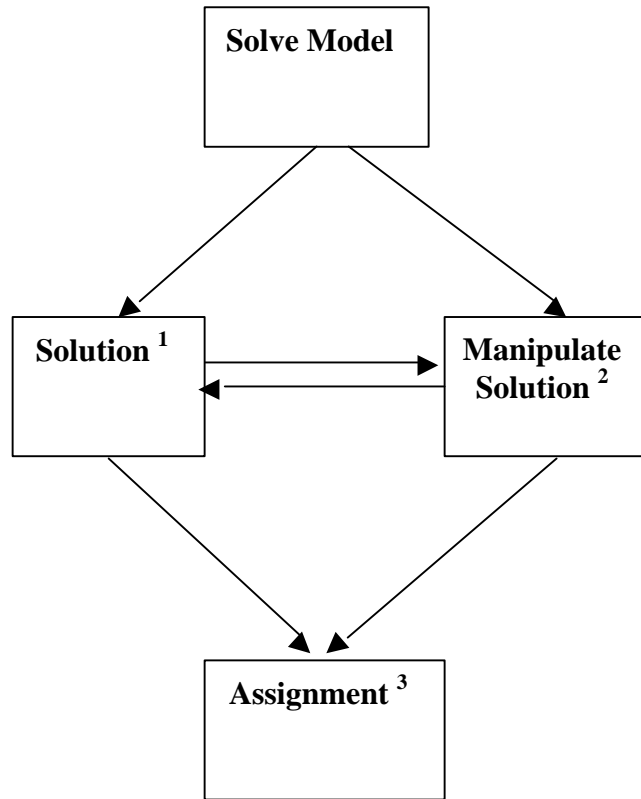 Solve Model
Solution 1
Manipulate
Solution 2
Assignment 3